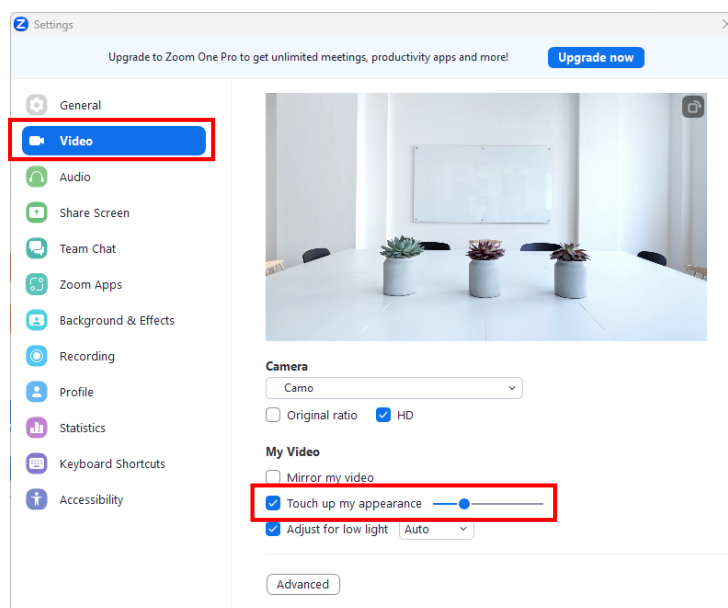 Settings
Upgrade to Zoom One Pro to get unlimited meetings, productivity apps and more! Upgrade now
General
Video
Audio
Share Screen
Team Chat
Zoom Apps
Background & Effects
Recording
Profile
Statistics
Keyboard Shortcuts
Accessibility
Camera
Camo
Original ratio HD
My Video
Mirror my video
Touch up my appearance
Adjust for low light Auto
Advanced